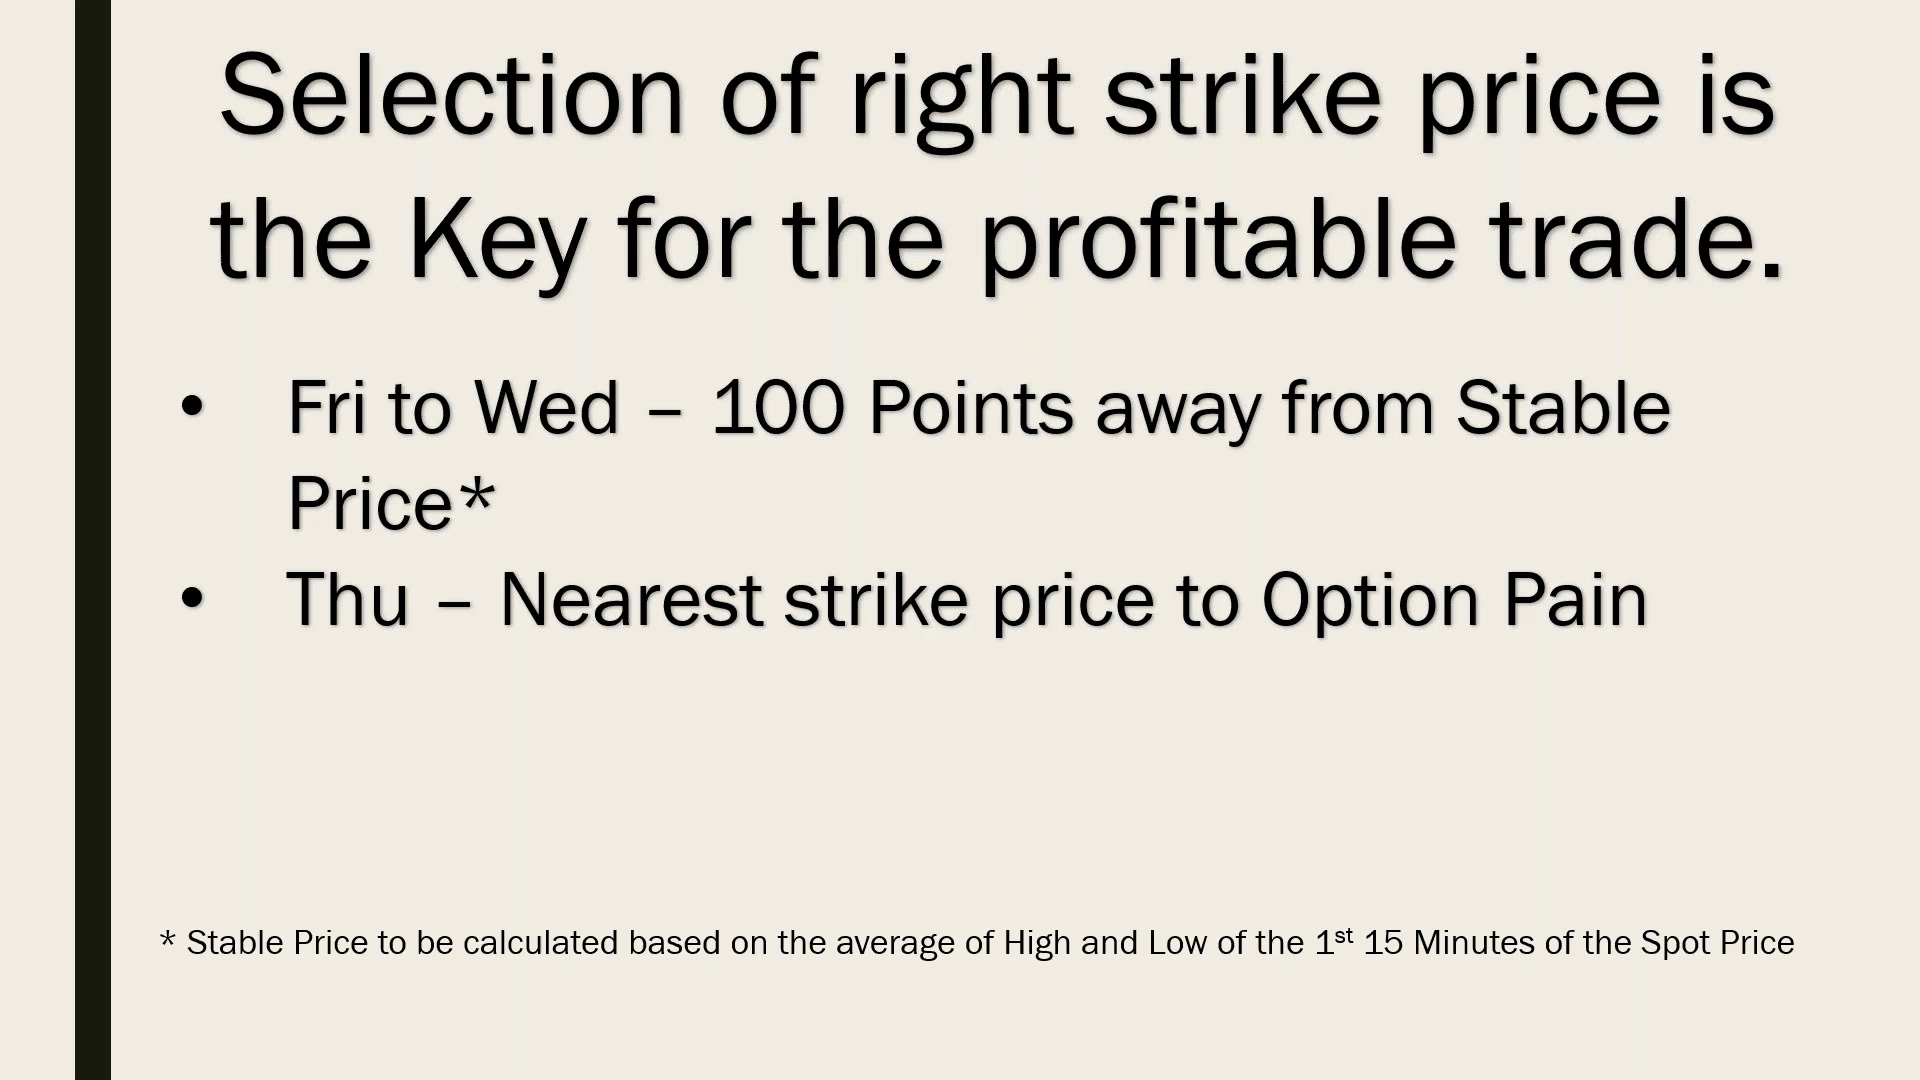 Selection of right strike price is
the Key for the profitable trade.
• Fri to Wed – 100 Points away from Stable
Price*
• Thu – Nearest strike price to Option Pain
* Stable Price to be calculated based on the average of High and Low of the 1st 15 Minutes of the Spot Price